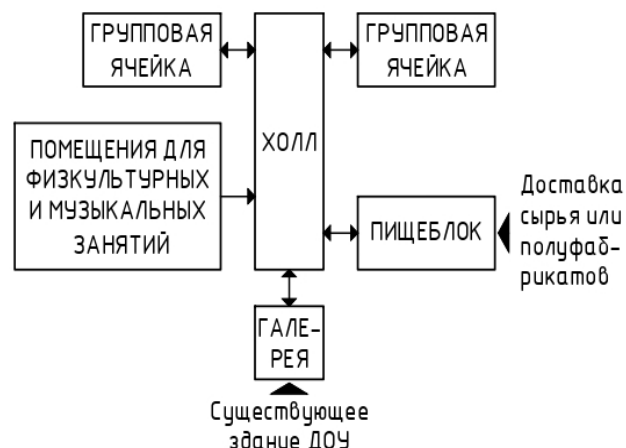 ГРУППОВАЯ
ЯЧЕЙКА
ГРУППОВАЯ
ЯЧЕЙКА
ХОЛЛ
ПОМЕЩЕНИЯ ДЛЯ
ФИЗКУЛЬТУРНЫХ
И МУЗЫКАЛЬНЫХ
ЗАНЯТИЙ
ПИЩЕБЛОК
Доставка
сырья или
полуфаб-
рикатов
ГАЛЕ-
РЕЯ
Существующее
здание ДОУ